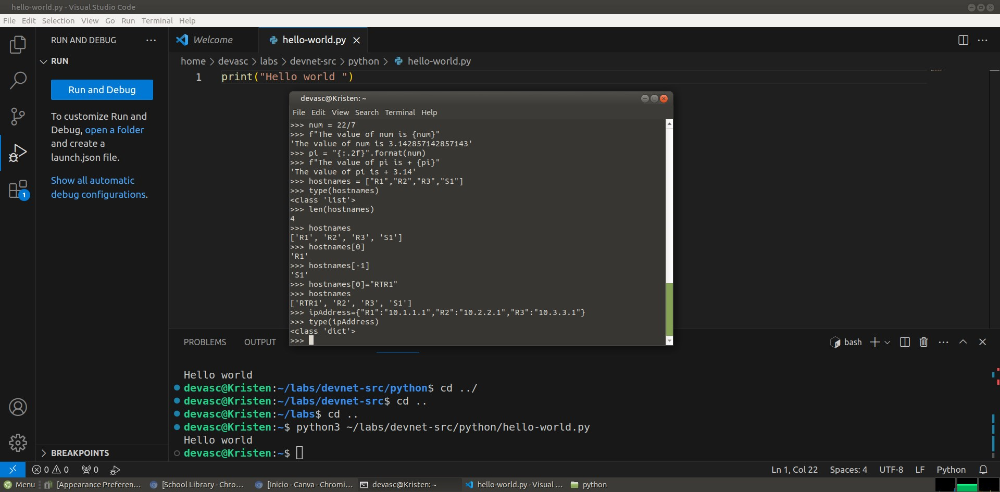 hello-world.py - Visual Studio Code
File Edit Selection View Go Run Terminal Help
RUN AND DEBUG
RUN
Run and Debug
To customize Run and
Debug, open a folder
and create a
launch.json file.
Show all automatic
debug configurations.
1
BREAKPOINTS
Welcome
hello-world.py
home > devasc > labs > devnet-src > python > hello-world.py
1 print("Hello world ")
devasc@Kristen: ~
File Edit View Search Terminal Help
>>> num = 22/7
>>> f"The value of num is {num}"
'The value of num is 3.142857142857143'
>>> pi = "{:.2f}".format(num)
>>> f"The value of pi is + {pi}"
'The value of pi is + 3.14'
>>> hostnames = ["R1","R2","R3","S1"]
>>> type(hostnames)
<class 'list'>
>>> len(hostnames)
4
>>> hostnames
['R1', 'R2', 'R3', 'S1']
>>> hostnames[0]
'R1'
>>> hostnames[-1]
'S1'
>>> hostnames[0]="RTR1"
>>> hostnames
['RTR1', 'R2', 'R3', 'S1']
>>> ipAddress={"R1":"10.1.1.1","R2":"10.2.2.1","R3":"10.3.3.1"}
>>> type(ipAddress)
<class 'dict'>
>>>
PROBLEMS OUTPUT
bash
Hello world
devasc@Kristen:~/labs/devnet-src/python$ cd ../
devasc@Kristen:~/labs/devnet-src$ cd ..
devasc@Kristen:~/labs$ cd ..
devasc@Kristen:~$ python3 ~/labs/devnet-src/python/hello-world.py
Hello world
devasc@Kristen:~$
0 0 0
Ln 1, Col 22 Spaces: 4 UTF-8 LF Python
Menu [Appearance Preferen... [School Library - Chro... [Inicio - Canva - Chromi... devasc@Kristen: ~ hello-world.py - Visual ... python